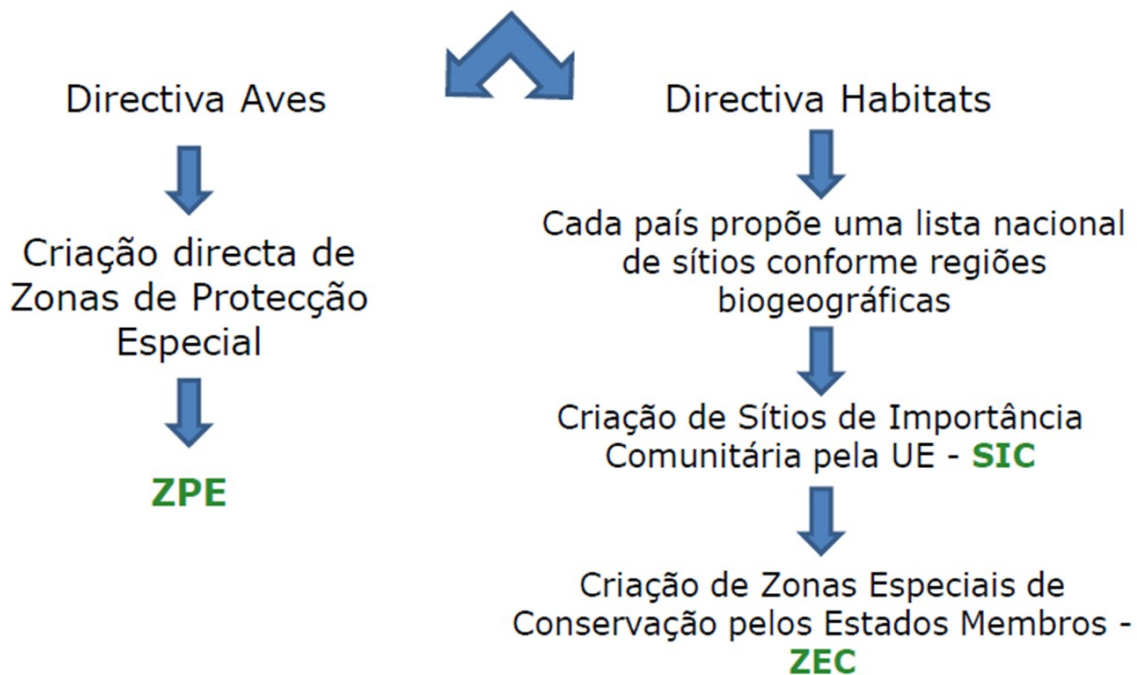 Directiva Aves
Criação directa de
Zonas de Protecção
Especial
ZPE
Directiva Habitats
Cada país propõe uma lista nacional
de sítios conforme regiões
biogeográficas
Criação de Sítios de Importância
Comunitária pela UE - SIC
Criação de Zonas Especiais de
Conservação pelos Estados Membros -
ZEC